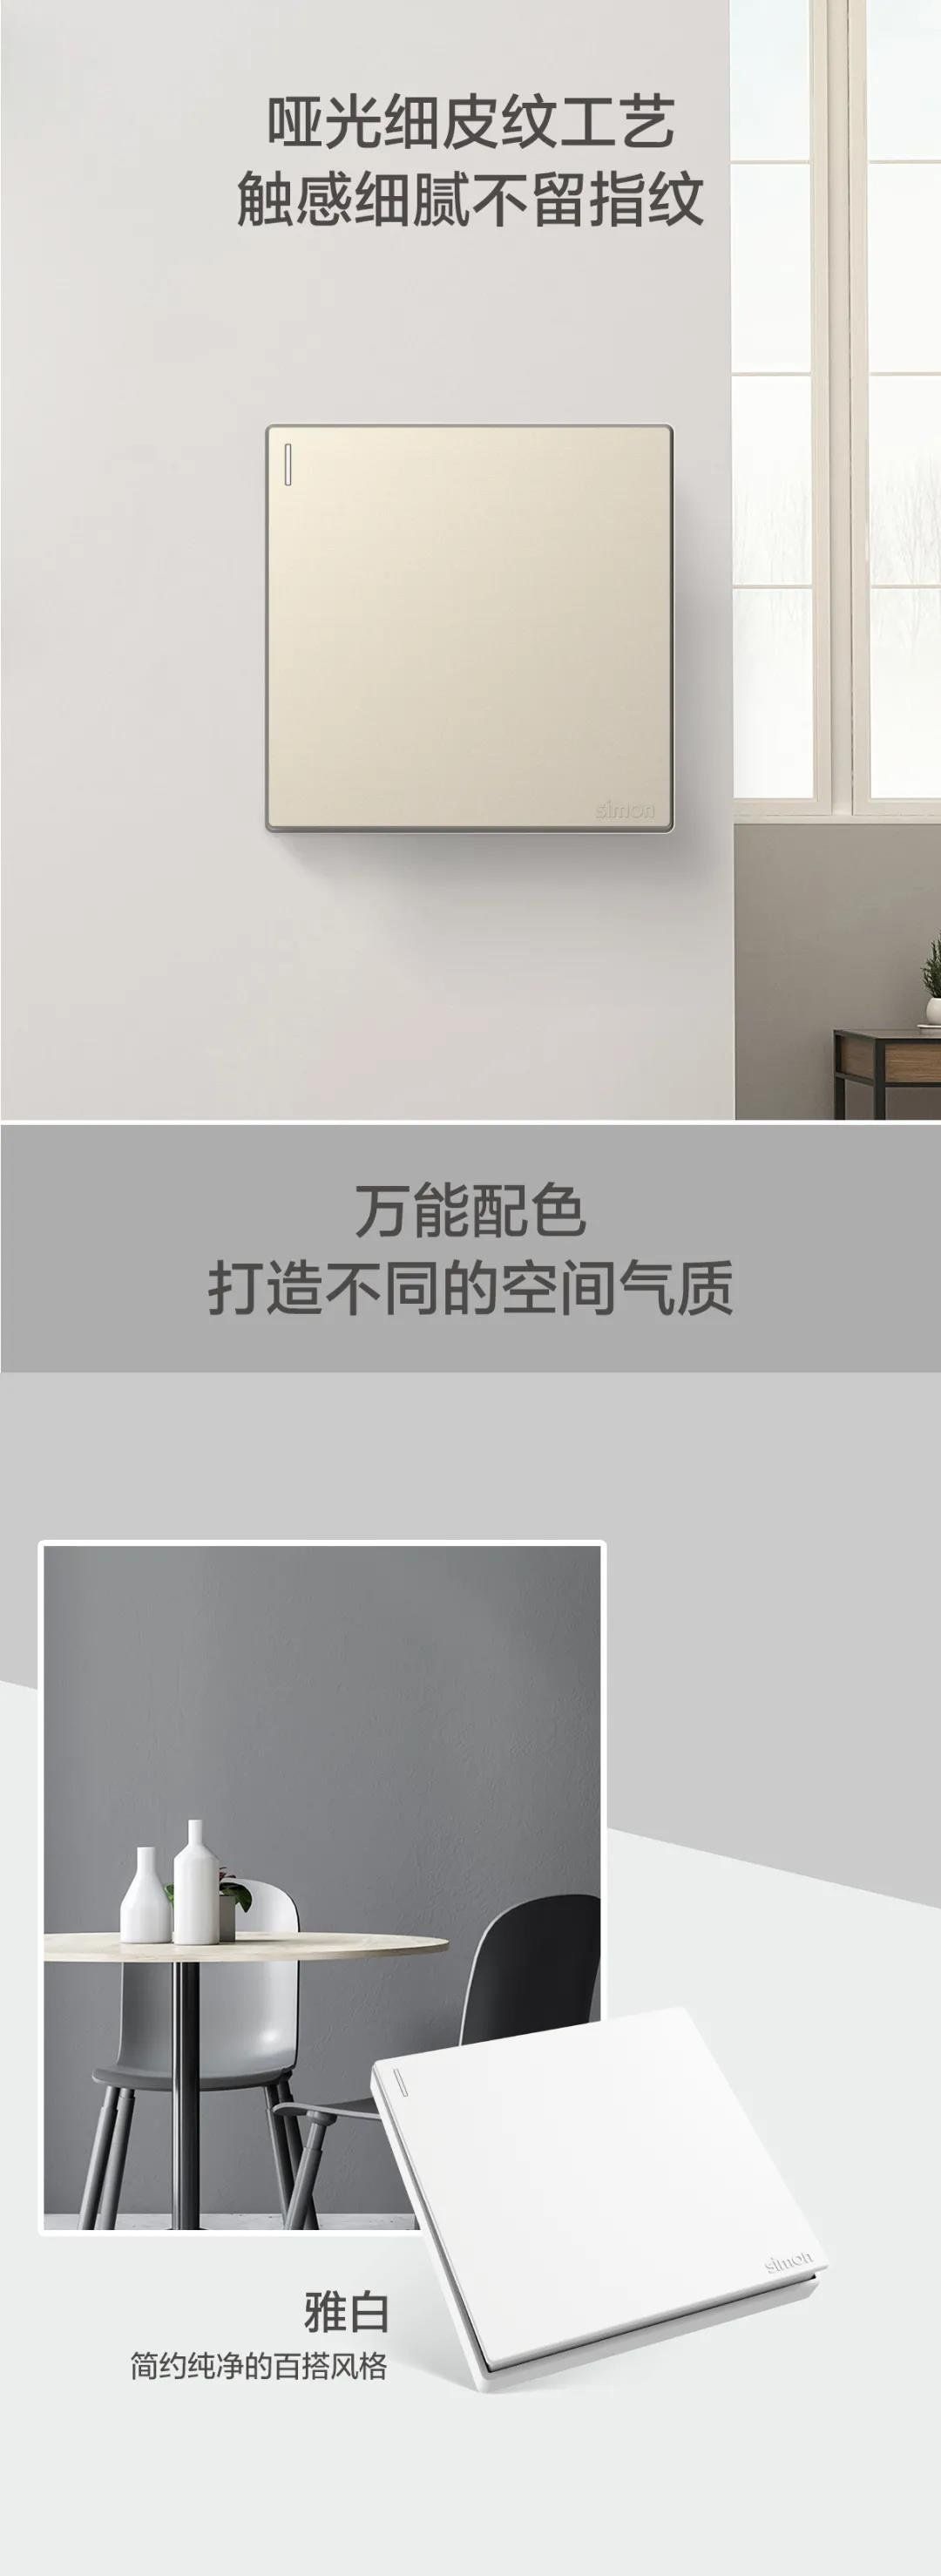 哑光细皮纹工艺
触感细腻不留指纹
simon
万能配色
打造不同的空间气质
simon
雅白
简约纯净的百搭风格